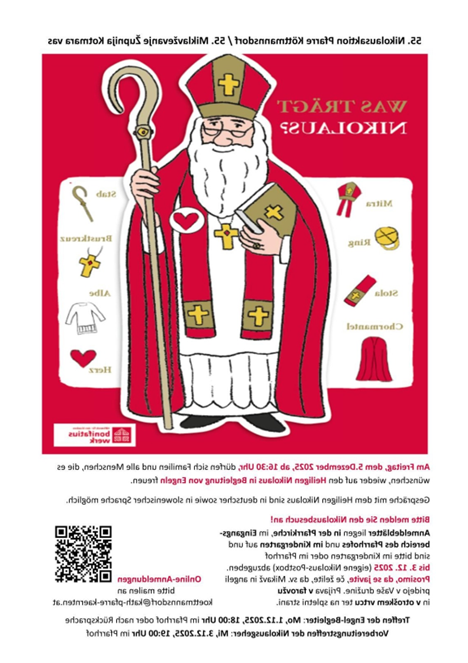 55. Nikolausaktion Pfarre Köttmannsdorf / 55. Miklavževanje Župnija Kotmara vas
WAS TRÄGT
NIKOLAUS?
Mitra
Ring
Stola
Chormantel
Stab
Brustkreuz
Albe
Herz
bonifatius
werk
Am Freitag, dem 5.Dezember 2025, ab 16:30 Uhr, dürfen sich Familien und alle Menschen, die es
wünschen, wieder auf den Heiligen Nikolaus in Begleitung von Engeln freuen.
Gespräche mit dem Heiligen Nikolaus sind in deutscher sowie in slowenischer Sprache möglich.
Bitte melden Sie den Nikolausbesuch an!
Anmeldeblätter liegen in der Pfarrkirche, im Eingangs-
bereich des Pfarrhofes und im Kindergarten auf und
sind bitte im Kindergarten oder im Pfarrhof
bis 3. 12. 2025 (eigene Nikolaus-Postbox) abzugeben.
Prosimo, da se javite, če želite, da sv. Mikavž in angeli
pridejo v Vaše družine. Prijava v farovžu
in v otroškem vrtcu ter na spletni strani.
Online-Anmeldungen
bitte mailen an
koettmannsdorf@kath-pfarre-kaernten.at
Treffen der Engel-Begleit: Mo, 1.12.2025, 18:00 Uhr im Pfarrhof oder nach Rücksprache
Vorbereitungstreffen der Nikolausgeher: Mi, 3.12.2025, 19:00 Uhr im Pfarrhof